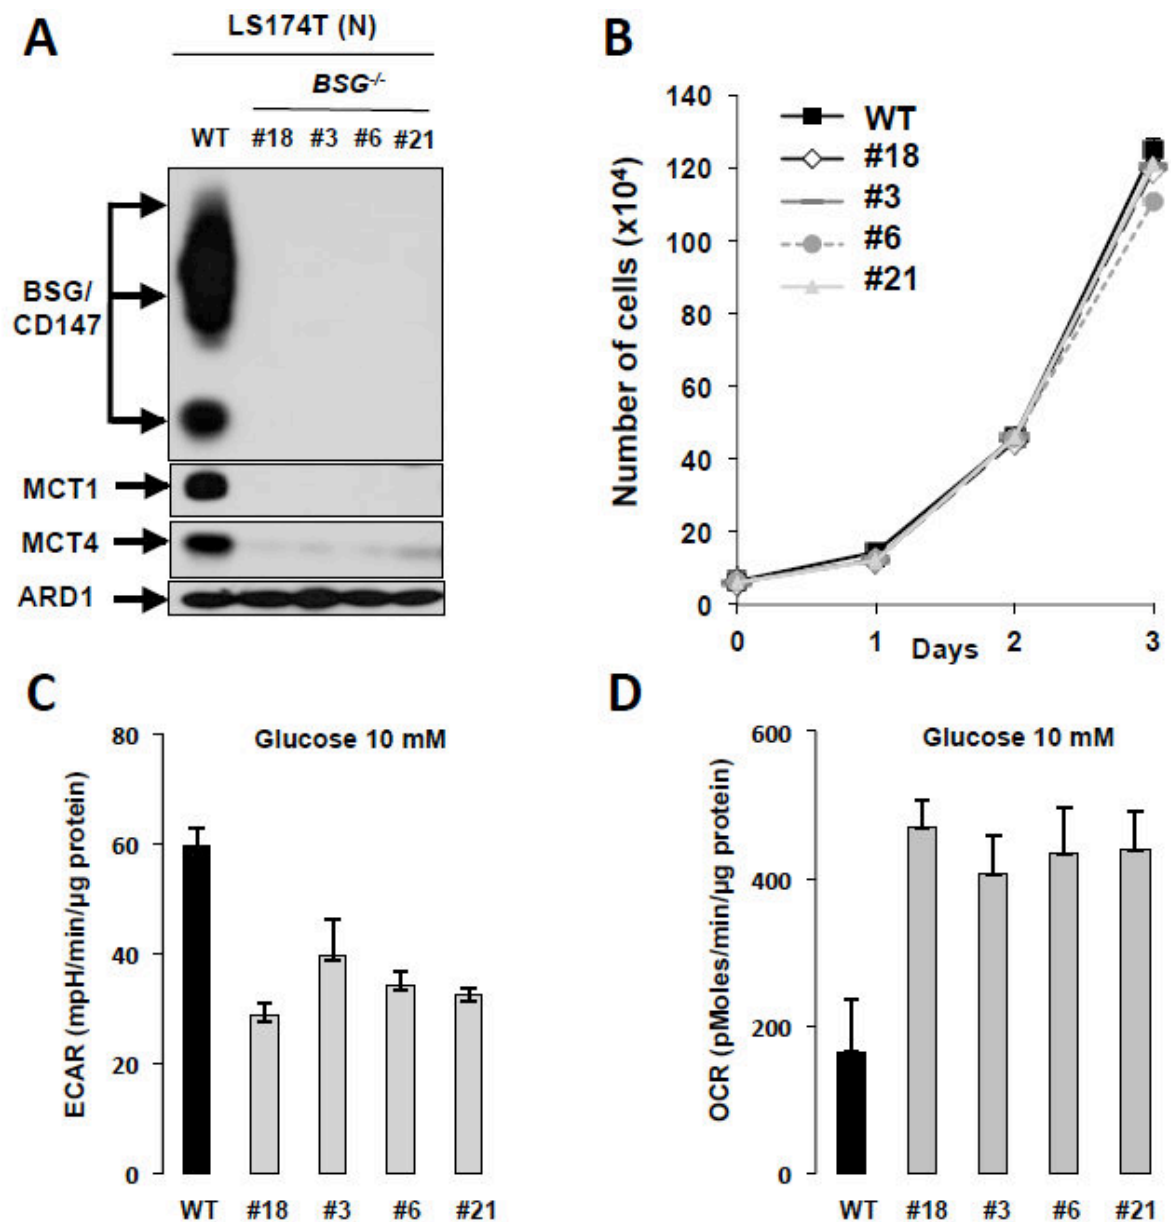 A
LS174T (N)
BSG-/-
WT #18 #3 #6 #21
BSG/
CD147
MCT1
MCT4
ARD1
B
Number of cells (x10⁴)
140
120
100
80
60
40
20
0
0 1 2 3
Days
WT
#18
#3
#6
#21
C
Glucose 10 mM
ECAR (mpH/min/µg protein)
80
60
40
20
0
WT #18 #3 #6 #21
D
Glucose 10 mM
OCR (pMoles/min/µg protein)
600
400
200
0
WT #18 #3 #6 #21